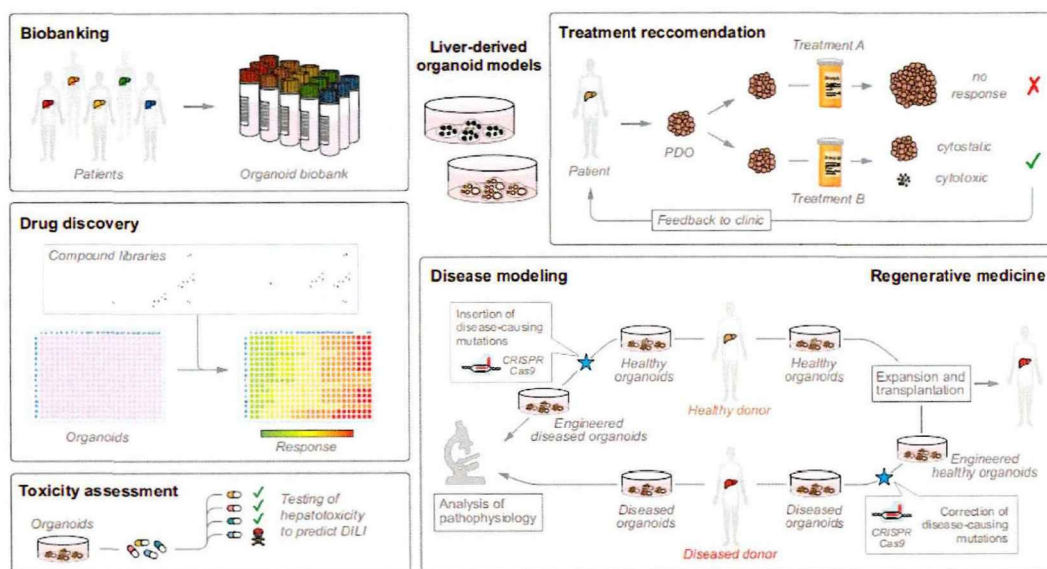 Biobanking
Patients
Organoid biobank
Liver-derived
organoid models
Treatment reccomendation
Treatment A
no
response
Patient
PDO
cytostatic
cytotoxic
Treatment B
Feedback to clinic
Drug discovery
Compound libraries
Organoids
Response
Toxicity assessment
Organoids
Testing of
hepatotoxicity
to predict DILI
Disease modeling
Regenerative medicine
Insertion of
disease-causing
mutations
CRISPR
Cas9
Healthy
organoids
Healthy
organoids
Engineered
diseased organoids
Healthy donor
Expansion and
transplantation
Engineered
healthy organoids
Analysis of
pathophysiology
Diseased
organoids
Diseased
organoids
Diseased donor
CRISPR
Cas9
Correction of
disease-causing
mutations